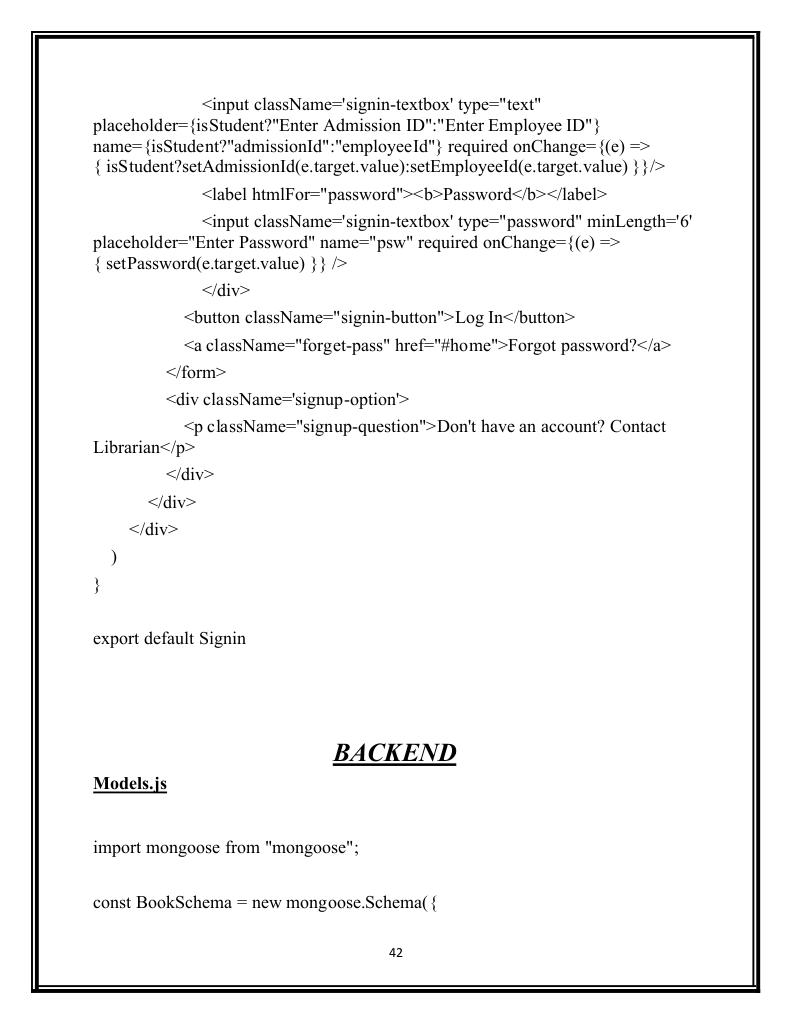 <input className='signin-textbox' type="text"
placeholder={isStudent?"Enter Admission ID":"Enter Employee ID"}
name={isStudent?"admissionId":"employeeId"} required onChange={(e) =>
{ isStudent?setAdmissionId(e.target.value):setEmployeeId(e.target.value) }}/>
<label htmlFor="password"><b>Password</b></label>
<input className='signin-textbox' type="password" minLength='6'
placeholder="Enter Password" name="psw" required onChange={(e) =>
{ setPassword(e.target.value) }} />
</div>
<button className="signin-button">Log In</button>
<a className="forget-pass" href="#home">Forgot password?</a>
</form>
<div className='signup-option'>
<p className="signup-question">Don't have an account? Contact
Librarian</p>
</div>
</div>
</div>
)
}
export default Signin
BACKEND
Models.js
import mongoose from "mongoose";
const BookSchema = new mongoose.Schema({
42